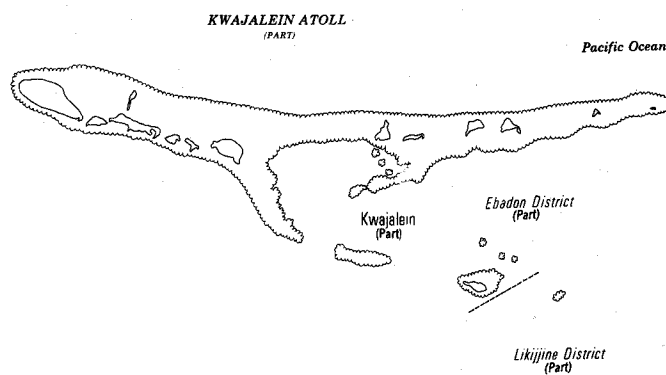 KWAJALEIN ATOLL
(PART)
Pacific Ocean
Kwajalein
(Part)
Ebadon District
(Part)
Likijjine District
(Part)